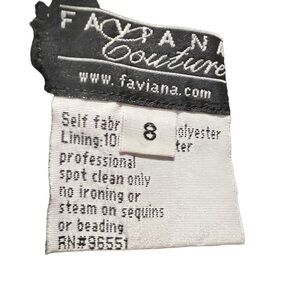 FAVIANA
Couture
www.faviana.com
8
Self fabr olyester
Lining:10 ter
professional
spot clean only
no ironing or
steam on sequins
or beading
RN#96551